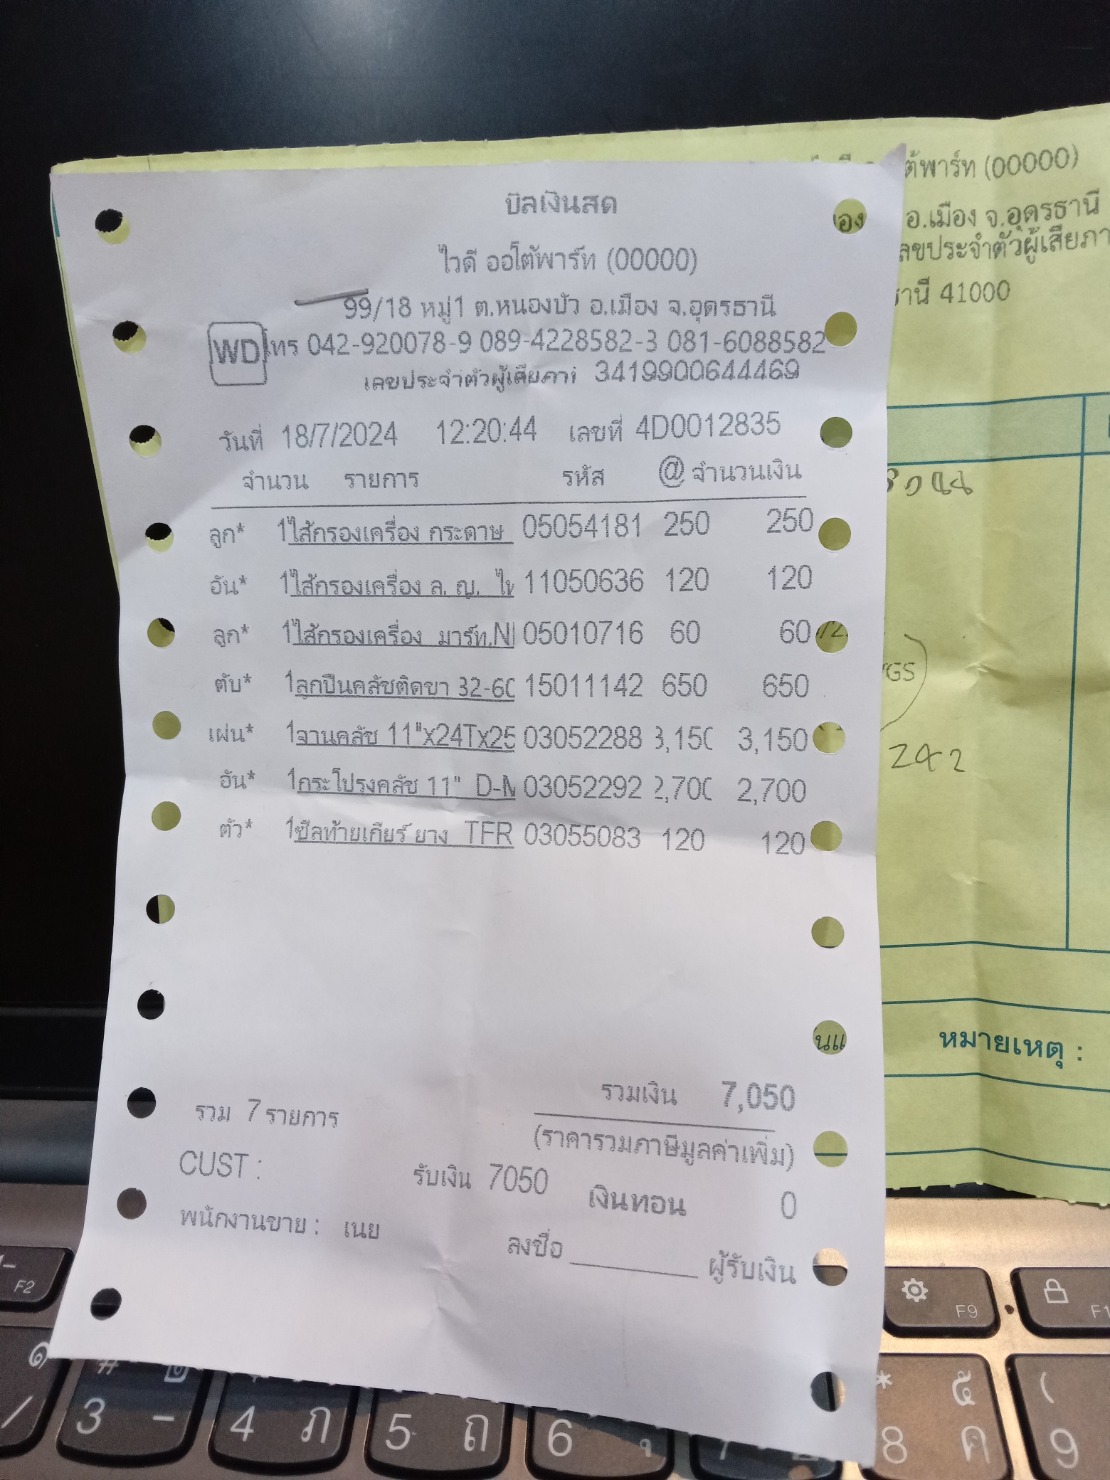 บิลเงินสด
ไวดี ออโต้พาร์ท (00000)
99/18 หมู่1 ต.หนองบัว อ.เมือง จ.อุดรธานี
WD โทร 042-920078-9 089-4228582-3 081-6088582
เลขประจำตัวผู้เสียภาษี 3419900644469
วันที่ 18/7/2024 12:20:44 เลขที่ 4D0012835
จำนวน รายการ รหัส @ จำนวนเงิน
ลูก* 1 ไส้กรองเครื่อง กระดาษ 05054181 250 250
อัน* 1 ไส้กรองเครื่อง ล. ญ. 11050636 120 120
ลูก* 1 ไส้กรองเครื่อง มาร์ท.N 05010716 60 60
ตับ* 1 ลูกปืนคลัชติดขา 32-60 15011142 650 650
แผ่น* 1 จานคลัช 11"x24Tx25 03052288 3,150 3,150
อัน* 1 กระโปรงคลัช 11" D-M 03052292 2,700 2,700
ตัว* 1 ซีลท้ายเกียร์ ยาง TFR 03055083 120 120
รวมเงิน 7,050
รวม 7 รายการ
(ราคารวมภาษีมูลค่าเพิ่ม)
CUST :
รับเงิน 7050 เงินทอน 0
พนักงานขาย : เนย
ลงชื่อ ผู้รับเงิน
ต้พาร์ท (00000)
อ.เมือง จ.อุดรธานี
ลขประจำตัวผู้เสียภา
ธานี 41000
GS
242
หมายเหตุ :
F2
F9
3
4 ภ
5 ถ
6
8 ค
9